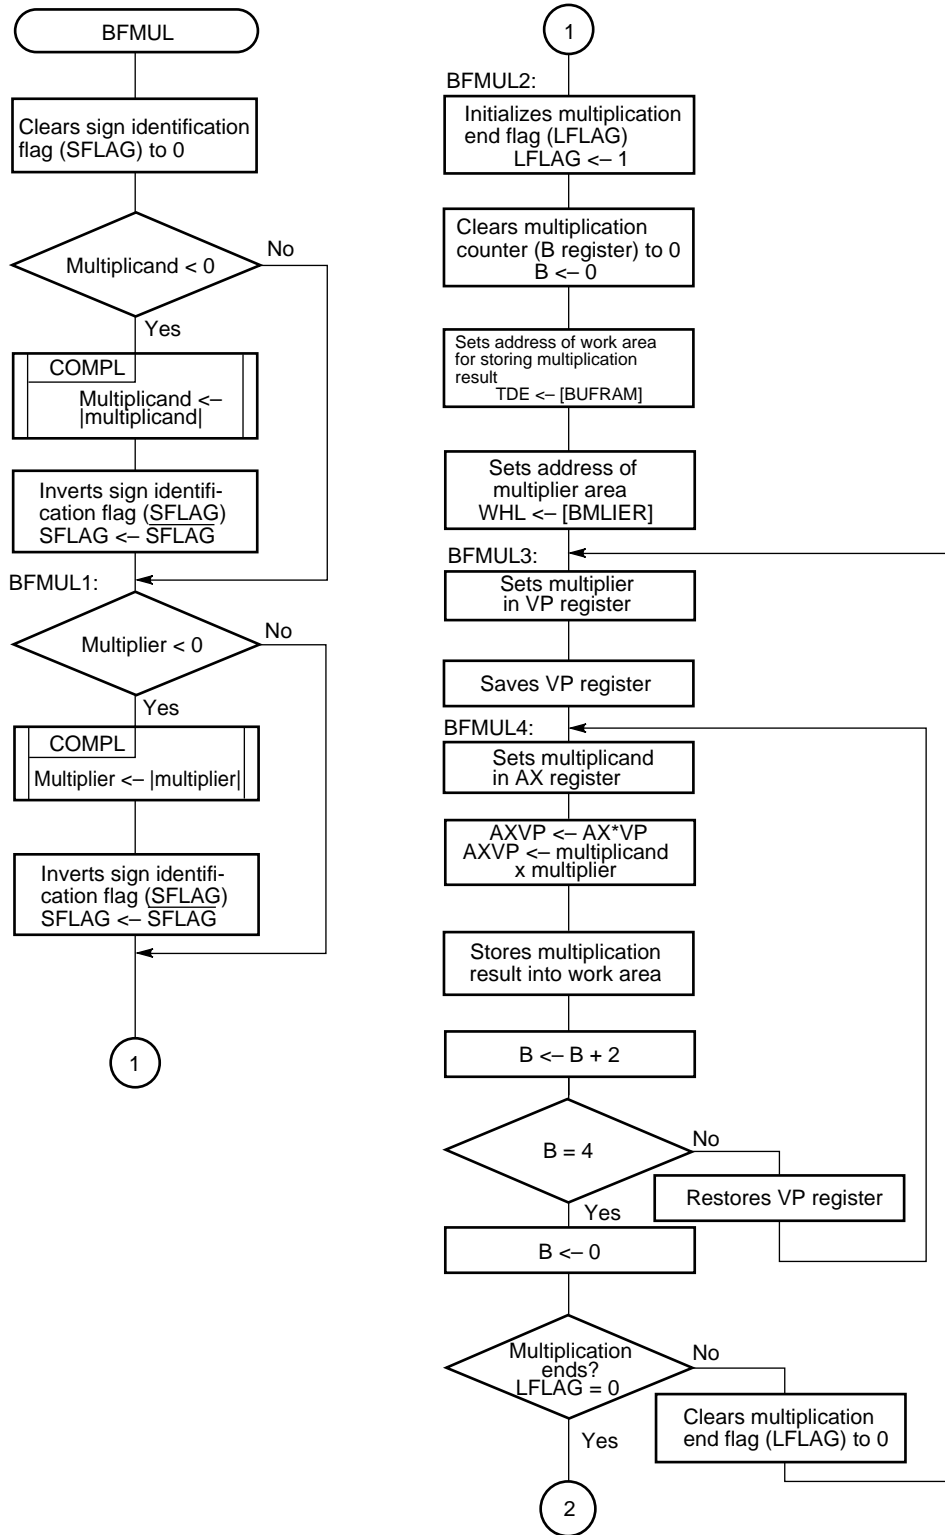 BFMUL
Clears sign identification
flag (SFLAG) to 0
Multiplicand < 0
No
Yes
COMPL
Multiplicand <–
|multiplicand|
Inverts sign identifi-
cation flag (SFLAG)
SFLAG <– S̅F̅L̅A̅G̅
BFMUL1:
Multiplier < 0
No
Yes
COMPL
Multiplier <– |multiplier|
Inverts sign identifi-
cation flag (SFLAG)
SFLAG <– S̅F̅L̅A̅G̅
1
1
BFMUL2:
Initializes multiplication
end flag (LFLAG)
LFLAG <– 1
Clears multiplication
counter (B register) to 0
B <– 0
Sets address of work area
for storing multiplication
result
TDE <– [BUFRAM]
Sets address of
multiplier area
WHL <– [BMLIER]
BFMUL3:
Sets multiplier
in VP register
Saves VP register
BFMUL4:
Sets multiplicand
in AX register
AXVP <– AX*VP
AXVP <– multiplicand
x multiplier
Stores multiplication
result into work area
B <– B + 2
B = 4
No
Restores VP register
Yes
B <– 0
Multiplication
ends?
LFLAG = 0
No
Clears multiplication
end flag (LFLAG) to 0
Yes
2